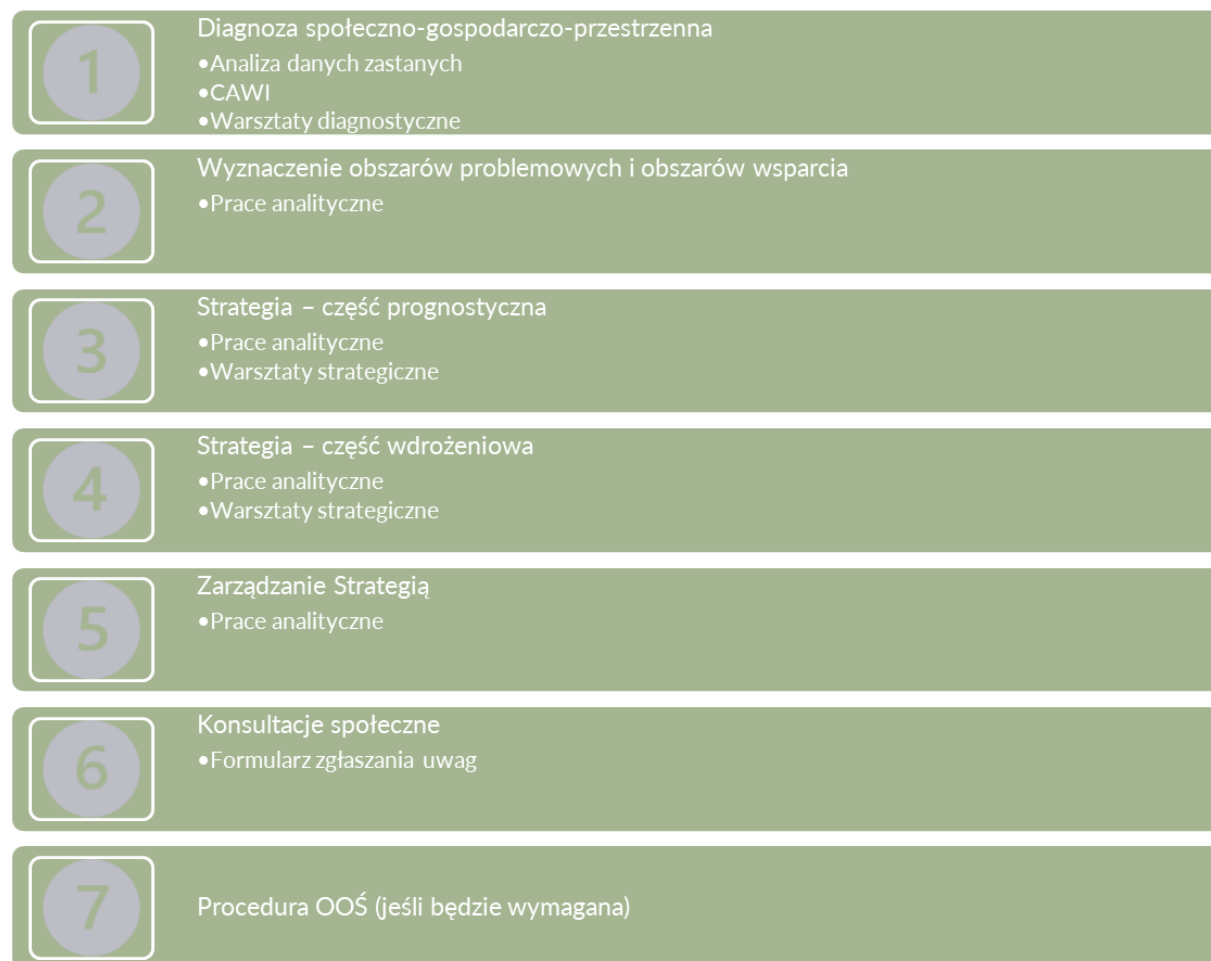 1
Diagnoza społeczno-gospodarczo-przestrzenna
•Analiza danych zastanych
•CAWI
•Warsztaty diagnostyczne
2
Wyznaczenie obszarów problemowych i obszarów wsparcia
•Prace analityczne
3
Strategia – część prognostyczna
•Prace analityczne
•Warsztaty strategiczne
4
Strategia – część wdrożeniowa
•Prace analityczne
•Warsztaty strategiczne
5
Zarządzanie Strategią
•Prace analityczne
6
Konsultacje społeczne
•Formularz zgłaszania uwag
7
Procedura OOŚ (jeśli będzie wymagana)